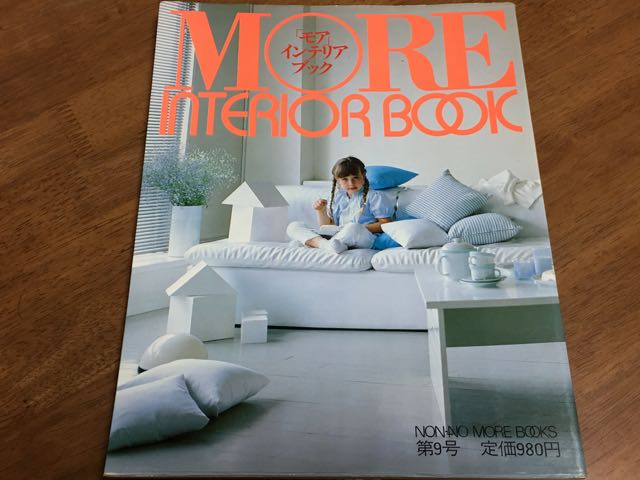 MORE
「モア」
インテリア
ブック
INTERIOR BOOK
NON-NO MORE BOOKS
第9号 定価980円